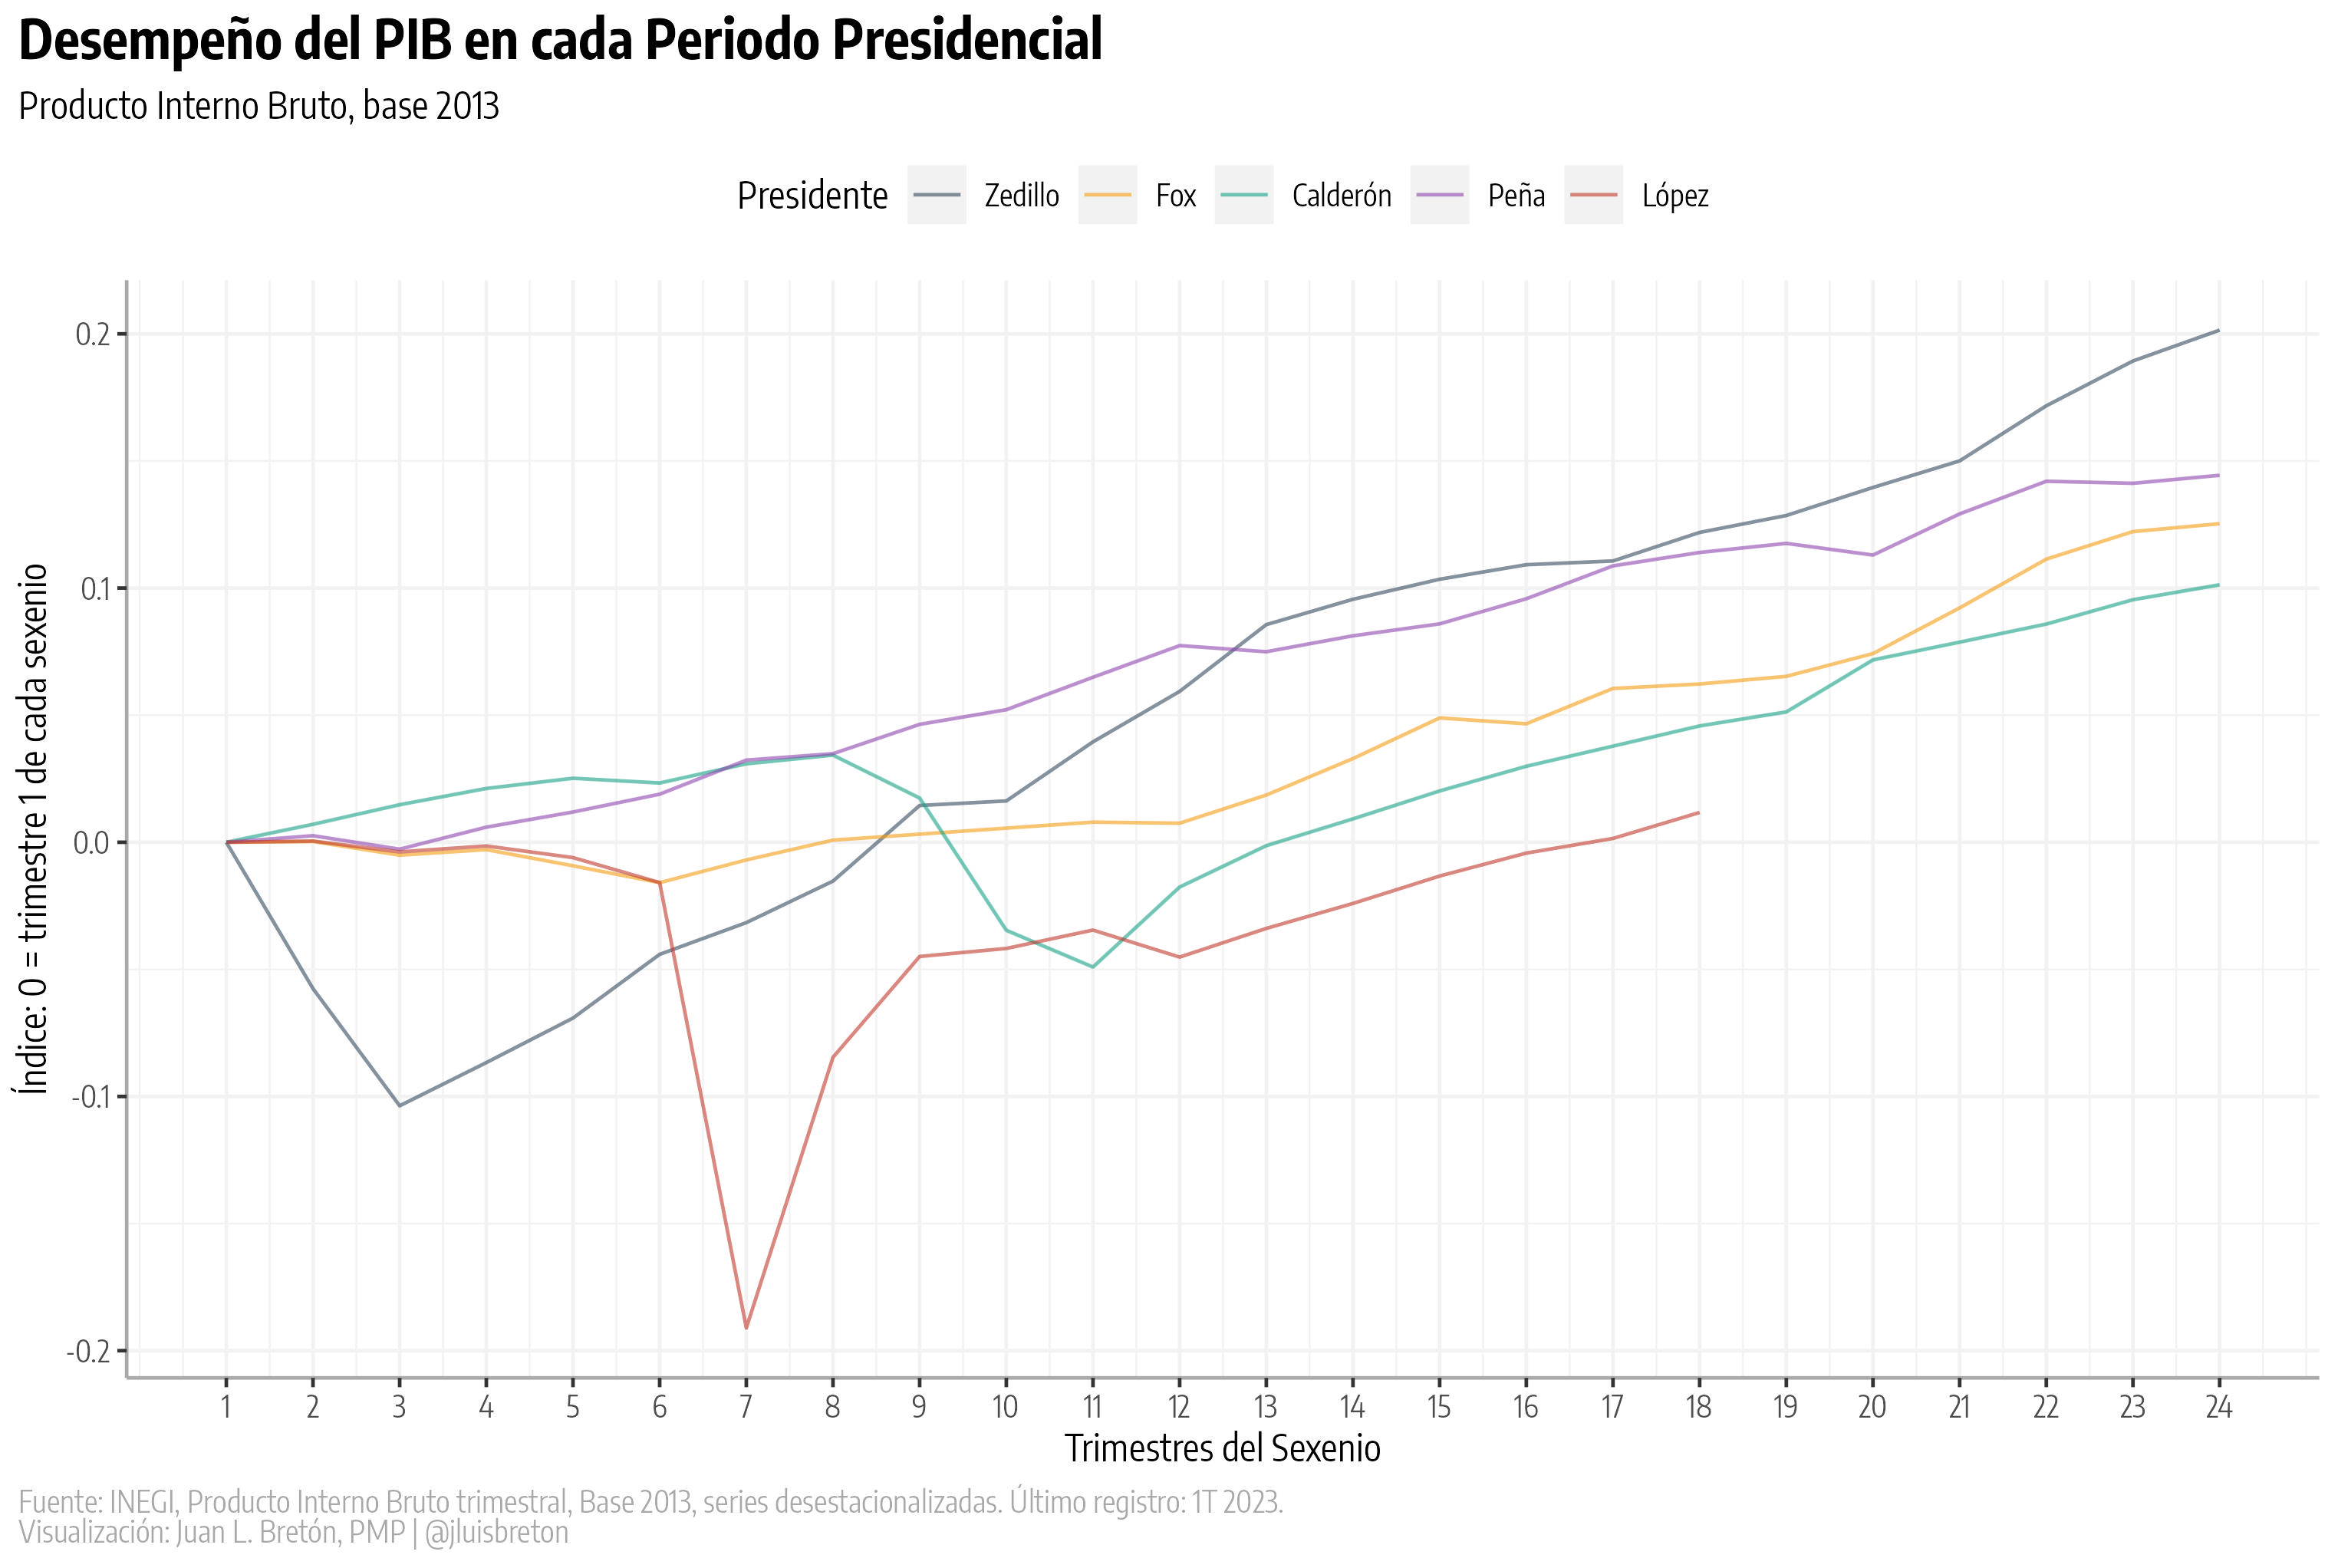 Desempeño del PIB en cada Periodo Presidencial
Producto Interno Bruto, base 2013
Presidente Zedillo Fox Calderón Peña López
Índice: 0 = trimestre 1 de cada sexenio
0.2
0.1
0.0
-0.1
-0.2
1 2 3 4 5 6 7 8 9 10 11 12 13 14 15 16 17 18 19 20 21 22 23 24
Trimestres del Sexenio
Fuente: INEGI, Producto Interno Bruto trimestral, Base 2013, series desestacionalizadas. Último registro: 1T 2023.
Visualización: Juan L. Bretón, PMP | @jluisbreton